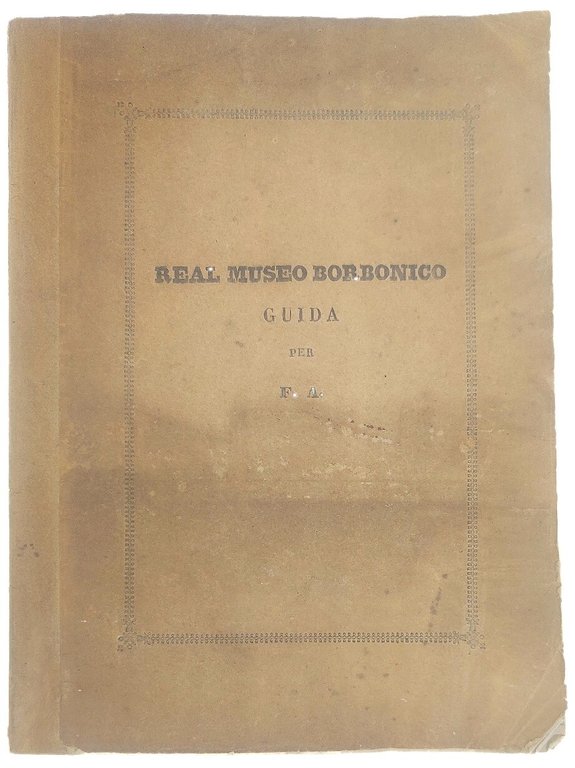 REAL MUSEO BORBONICO
GUIDA
PER
F. A.